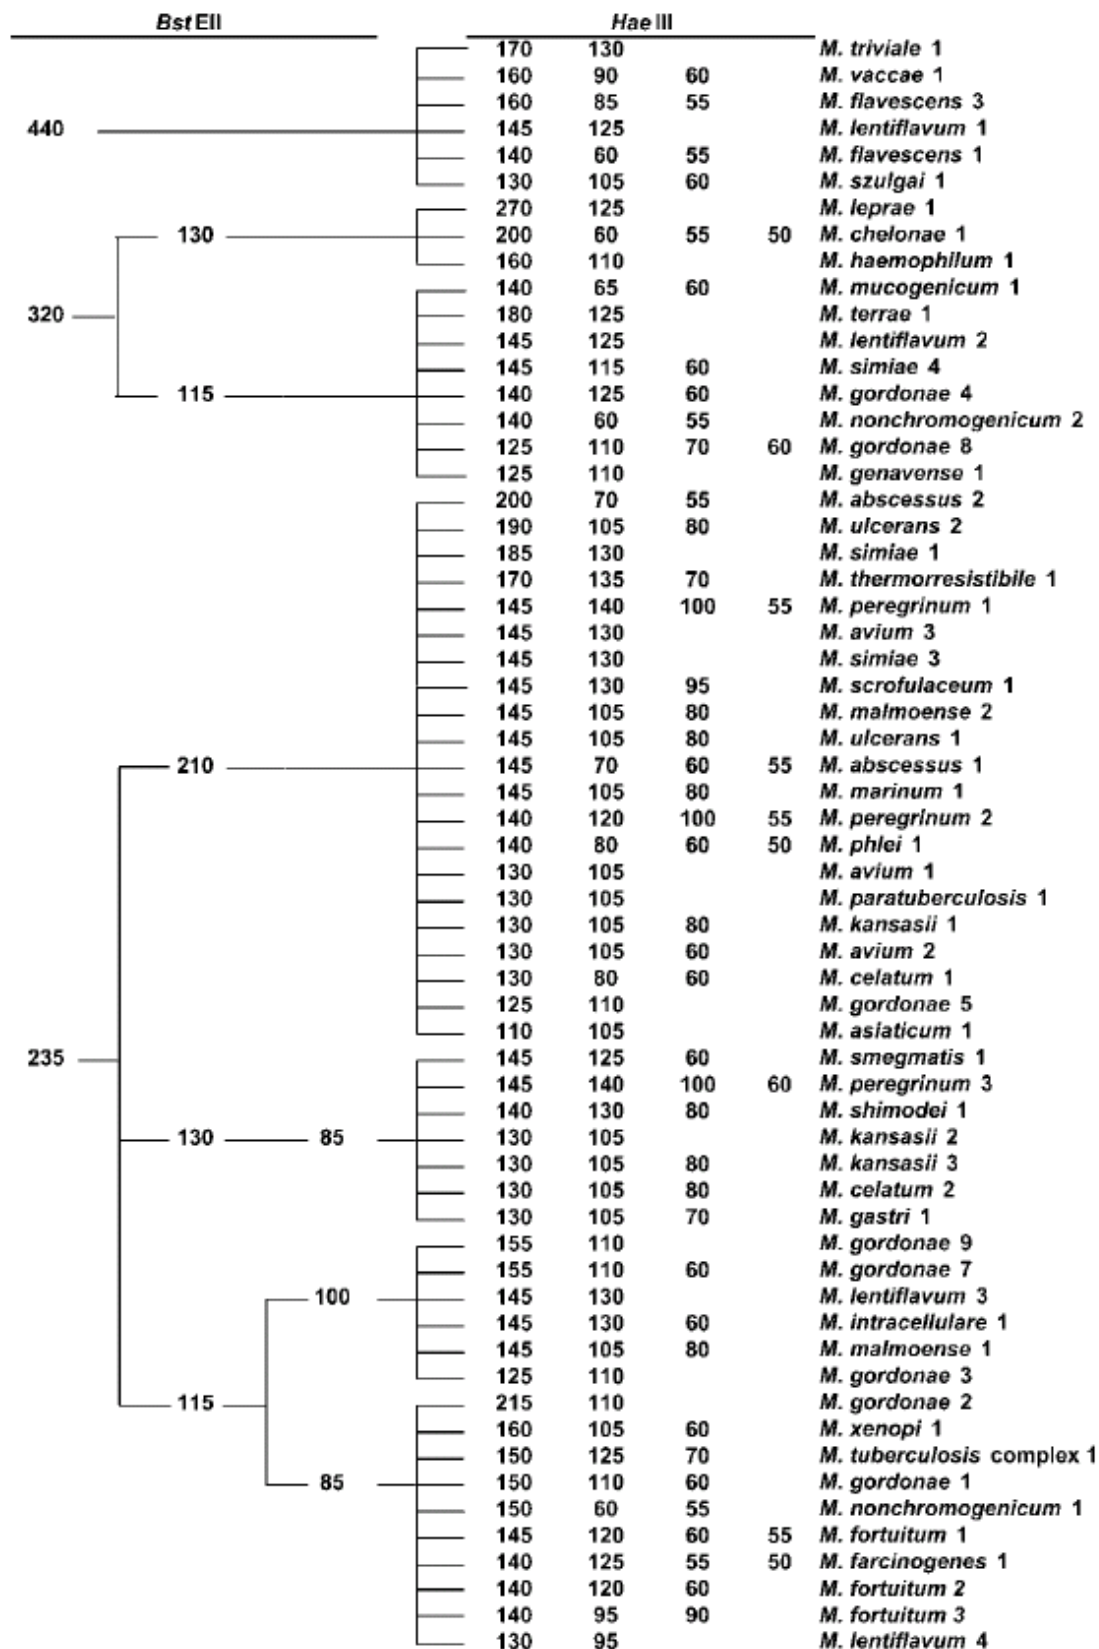 BstEII HaeIII
170 130 M. triviale 1
160 90 60 M. vaccae 1
160 85 55 M. flavescens 3
440 145 125 M. lentiflavum 1
140 60 55 M. flavescens 1
130 105 60 M. szulgai 1
270 125 M. leprae 1
130 200 60 55 50 M. chelonae 1
160 110 M. haemophilum 1
140 65 60 M. mucogenicum 1
320 180 125 M. terrae 1
145 125 M. lentiflavum 2
145 115 60 M. simiae 4
115 140 125 60 M. gordonae 4
140 60 55 M. nonchromogenicum 2
125 110 70 60 M. gordonae 8
125 110 M. genavense 1
200 70 55 M. abscessus 2
190 105 80 M. ulcerans 2
185 130 M. simiae 1
170 135 70 M. thermorresistibile 1
145 140 100 55 M. peregrinum 1
145 130 M. avium 3
145 130 M. simiae 3
145 130 95 M. scrofulaceum 1
145 105 80 M. malmoense 2
145 105 80 M. ulcerans 1
210 145 70 60 55 M. abscessus 1
145 105 80 M. marinum 1
140 120 100 55 M. peregrinum 2
140 80 60 50 M. phlei 1
130 105 M. avium 1
130 105 M. paratuberculosis 1
130 105 80 M. kansasii 1
130 105 60 M. avium 2
130 80 60 M. celatum 1
125 110 M. gordonae 5
110 105 M. asiaticum 1
235 145 125 60 M. smegmatis 1
145 140 100 60 M. peregrinum 3
140 130 80 M. shimodei 1
130 85 130 105 M. kansasii 2
130 105 80 M. kansasii 3
130 105 80 M. celatum 2
130 105 70 M. gastri 1
155 110 M. gordonae 9
155 110 60 M. gordonae 7
100 145 130 M. lentiflavum 3
145 130 60 M. intracellulare 1
145 105 80 M. malmoense 1
125 110 M. gordonae 3
115 215 110 M. gordonae 2
160 105 60 M. xenopi 1
150 125 70 M. tuberculosis complex 1
85 150 110 60 M. gordonae 1
150 60 55 M. nonchromogenicum 1
145 120 60 55 M. fortuitum 1
140 125 55 50 M. farcinogenes 1
140 120 60 M. fortuitum 2
140 95 90 M. fortuitum 3
130 95 M. lentiflavum 4